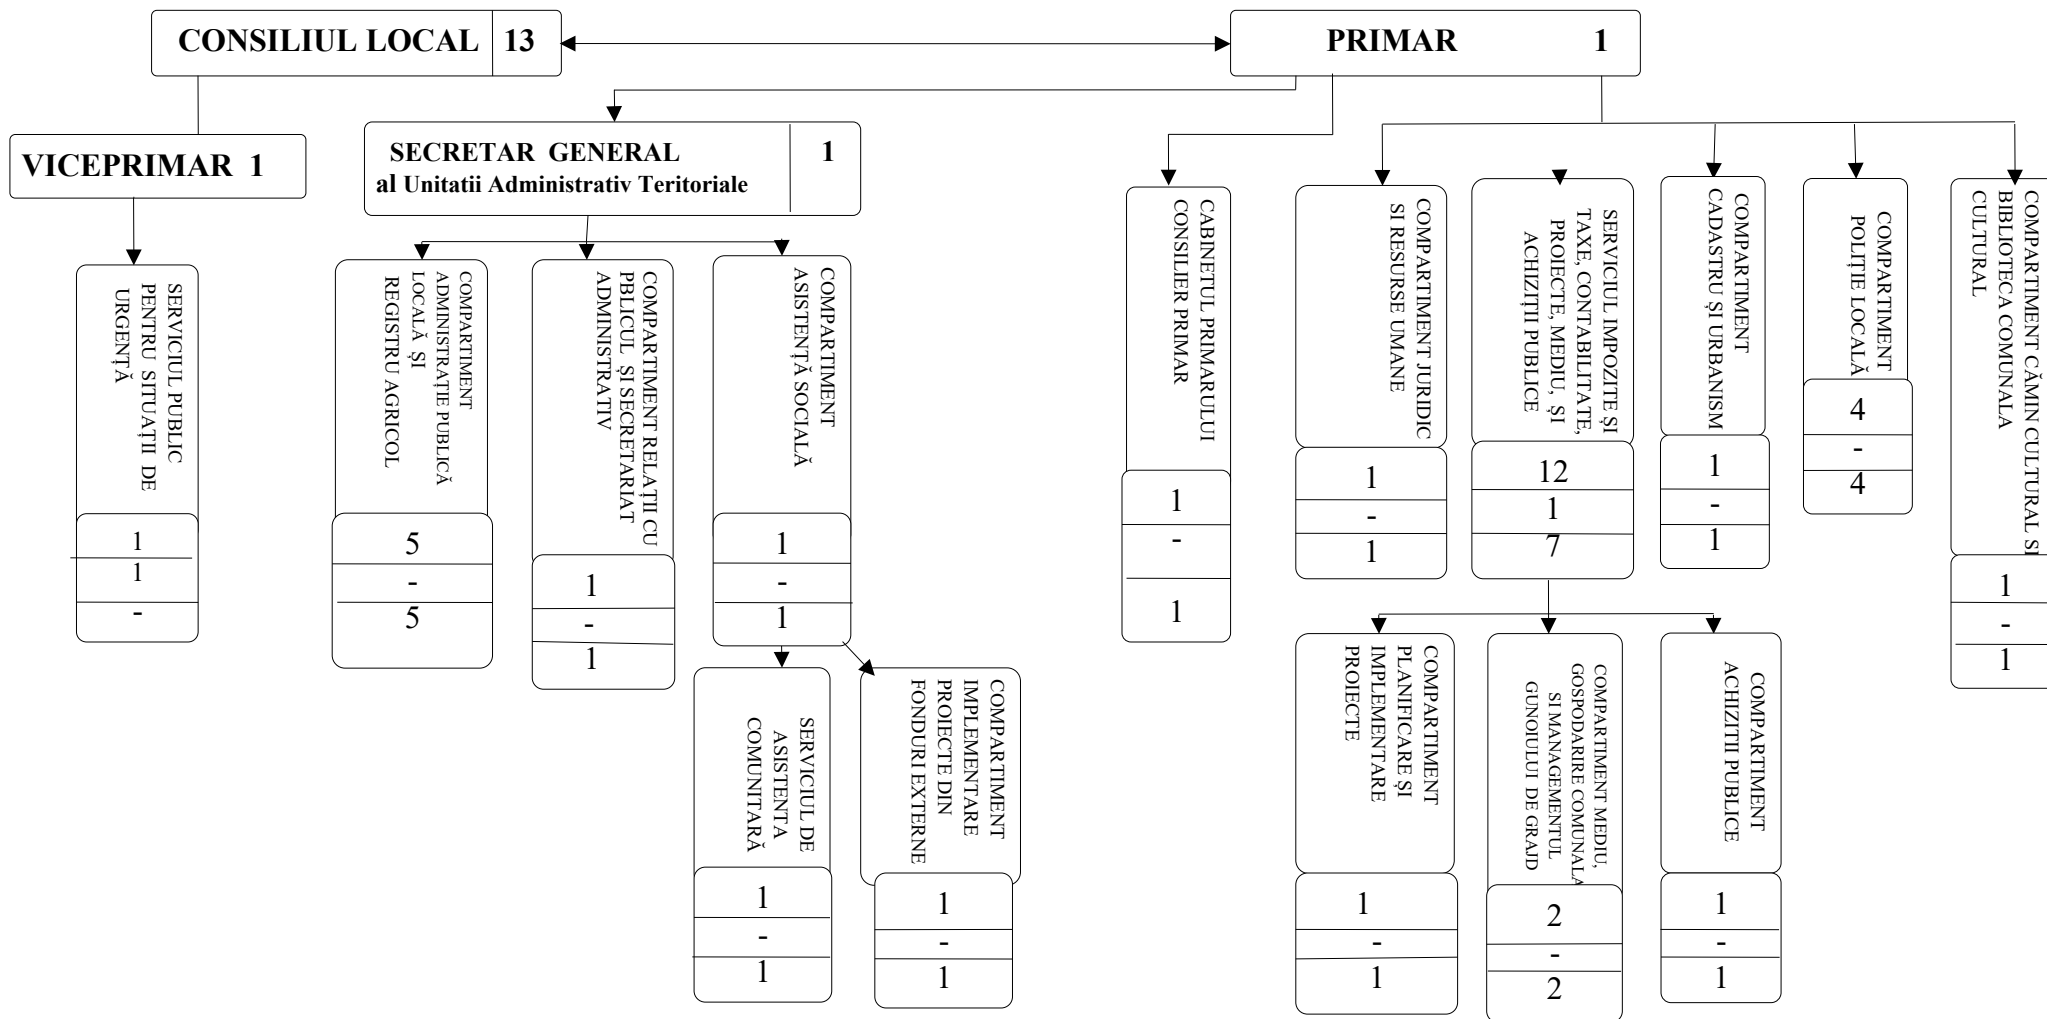 CONSILIUL LOCAL 13
PRIMAR 1
VICEPRIMAR 1
SECRETAR GENERAL 1
al Unitatii Administrativ Teritoriale
SERVICIUL PUBLIC
PENTRU SITUAȚII DE
URGENȚĂ
1
1
-
COMPARTIMENT
ADMINISTRAȚIE PUBLICĂ
LOCALĂ ȘI
REGISTRU AGRICOL
5
-
5
COMPARTIMENT RELAȚII CU
PBLICUL ȘI SECRETARIAT
ADMINISTRATIV
1
-
1
COMPARTIMENT
ASISTENȚĂ SOCIALĂ
1
-
1
SERVICIUL DE
ASISTENTA
COMUNITARĂ
1
-
1
COMPARTIMENT
IMPLEMENTARE
PROIECTE DIN
FONDURI EXTERNE
1
-
1
CABINETUL PRIMARULUI
CONSILIER PRIMAR
1
-
1
COMPARTIMENT JURIDIC
SI RESURSE UMANE
1
-
1
SERVICIUL IMPOZITE ȘI
TAXE, CONTABILITATE,
PROIECTE, MEDIU, ȘI
ACHIZIȚII PUBLICE
12
1
7
COMPARTIMENT
CADASTRU ȘI URBANISM
1
-
1
COMPARTIMENT
POLIȚIE LOCALĂ
4
-
4
COMPARTIMENT CĂMIN CULTURAL SI
BIBLIOTECA COMUNALA
CULTURAL
1
-
1
COMPARTIMENT
PLANIFICARE ȘI
IMPLEMENTARE
PROIECTE
1
-
1
COMPARTIMENT MEDIU,
GOSPODARIRE COMUNALA
SI MANAGEMENTUL
GUNOIULUI DE GRAJD
2
-
2
COMPARTIMENT
ACHIZITII PUBLICE
1
-
1